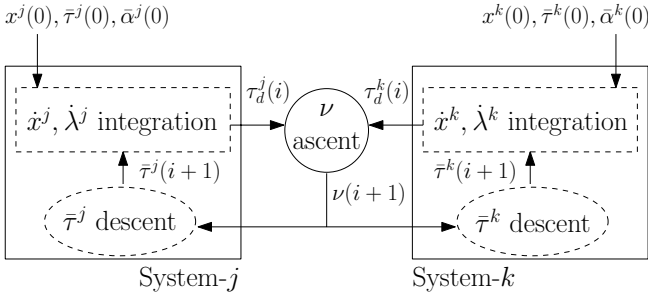 x^j(0), τ̄^j(0), ᾱ^j(0)
x^k(0), τ̄^k(0), ᾱ^k(0)
ẋ^j, λ̇^j integration
τ_d^j(i)
ν
ascent
τ_d^k(i)
ẋ^k, λ̇^k integration
τ̄^j(i+1)
ν(i+1)
τ̄^k(i+1)
τ̄^j descent
τ̄^k descent
System-j
System-k